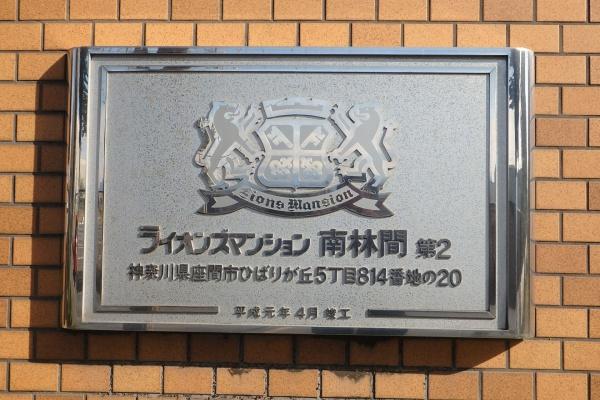 Lions Mansion
ライオンズマンション 南林間 第2
神奈川県座間市ひばりが丘5丁目814番地の20
平成元年 4月 竣工